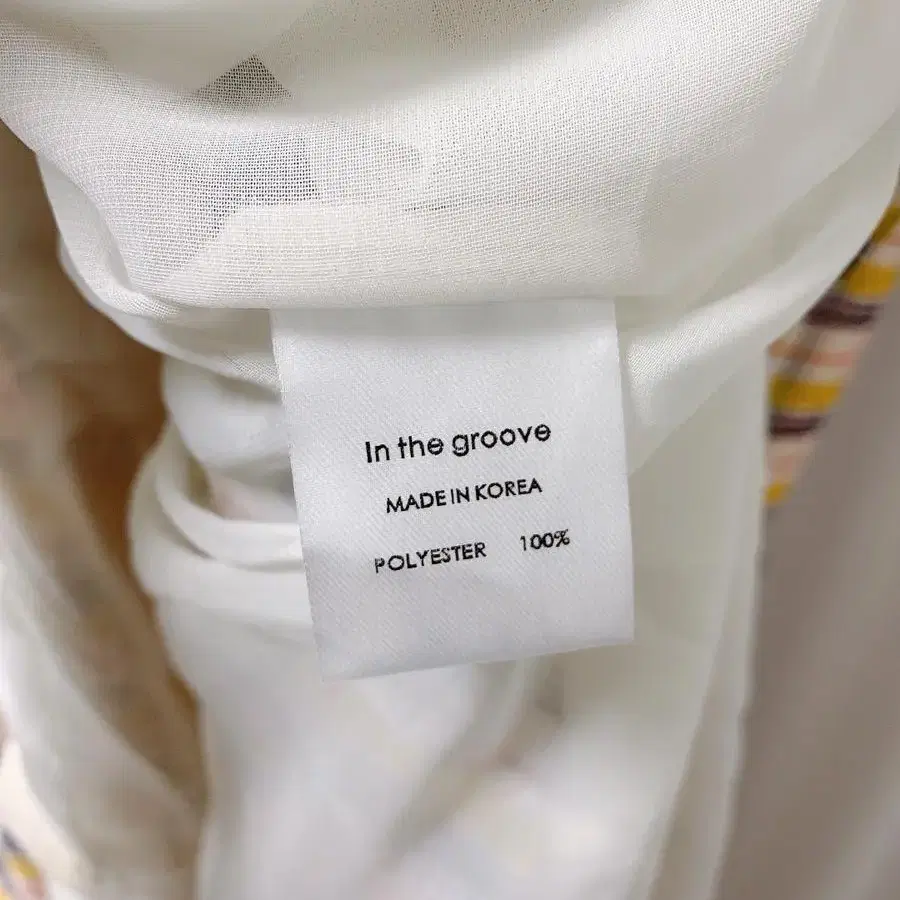 In the groove
MADE IN KOREA
POLYESTER 100%